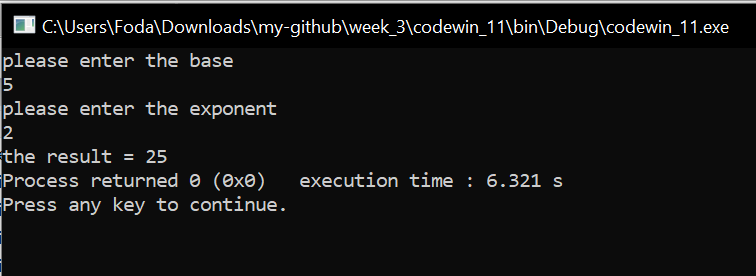 C:\Users\Foda\Downloads\my-github\week_3\codewin_11\bin\Debug\codewin_11.exe
please enter the base
5
please enter the exponent
2
the result = 25
Process returned 0 (0x0)   execution time : 6.321 s
Press any key to continue.